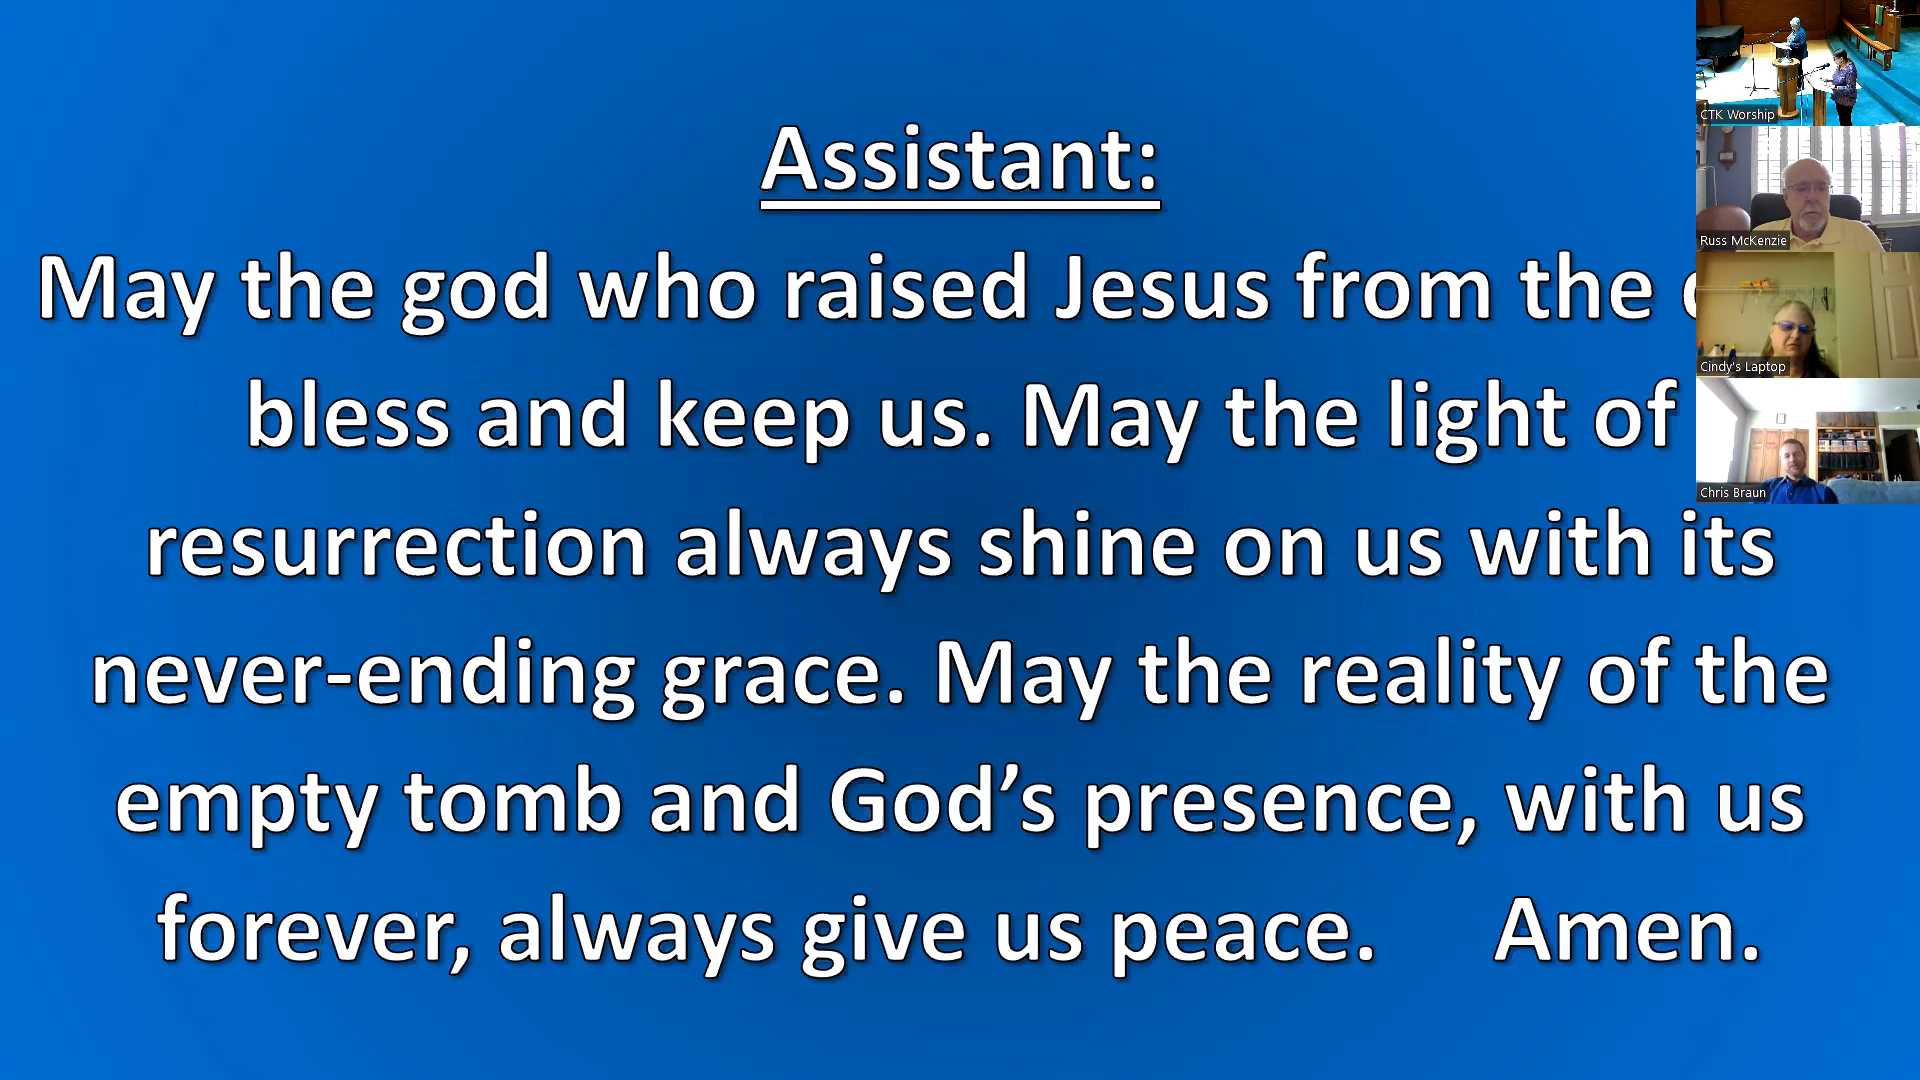 Assistant:
May the god who raised Jesus from the
bless and keep us. May the light of
resurrection always shine on us with its
never-ending grace. May the reality of the
empty tomb and God’s presence, with us
forever, always give us peace. Amen.
CTK Worship
Russ McKenzie
Cindy's Laptop
Chris Braun